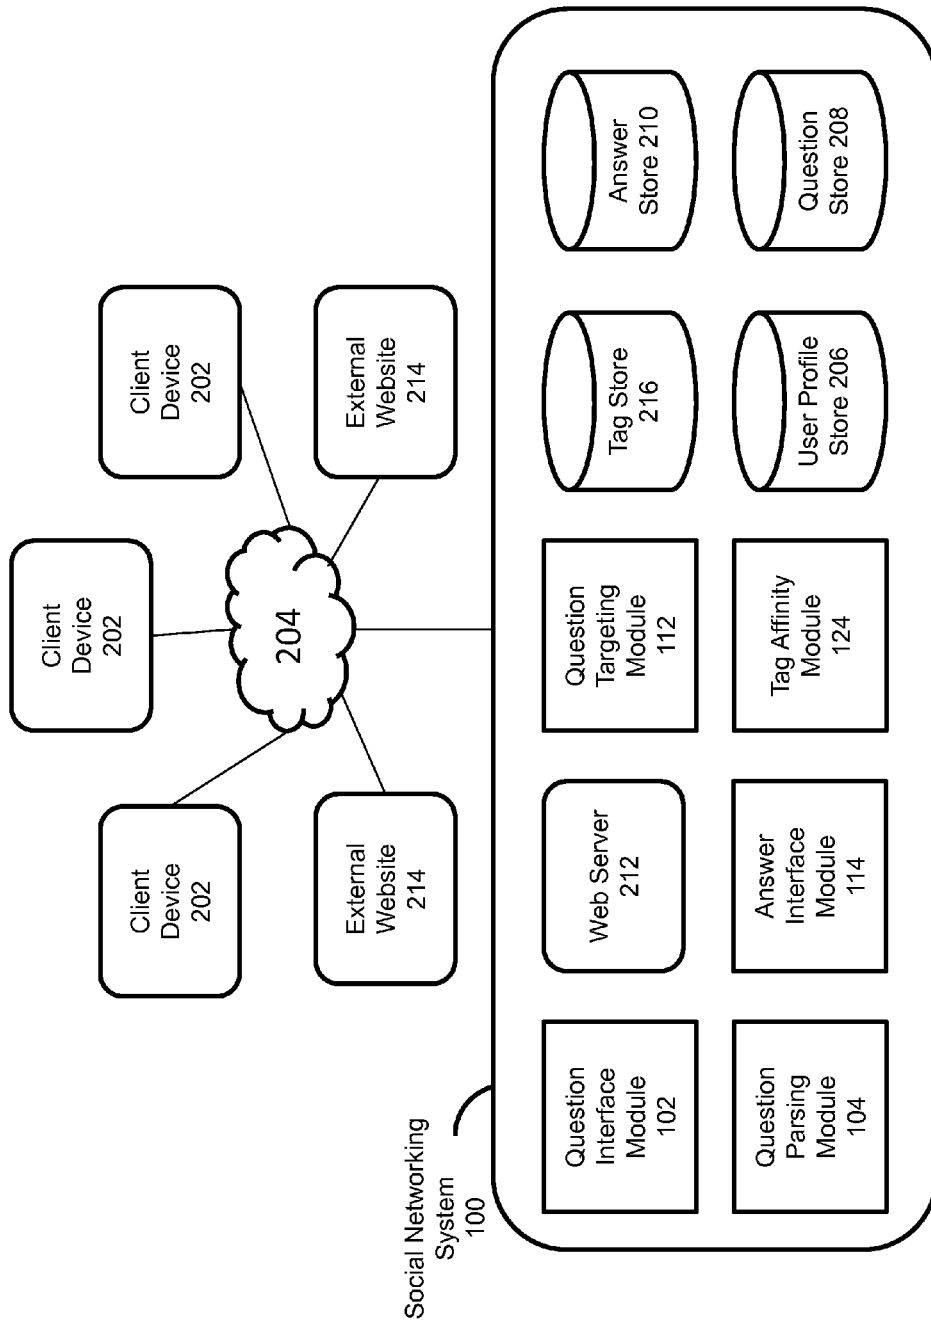 Client
Device
202
Client
Device
202
Client
Device
202
External
Website
214
204
External
Website
214
Social Networking
System
100
Question
Interface
Module
102
Web Server
212
Question
Targeting
Module
112
Tag Store
216
Answer
Store 210
Question
Parsing
Module
104
Answer
Interface
Module
114
Tag Affinity
Module
124
User Profile
Store 206
Question
Store 208